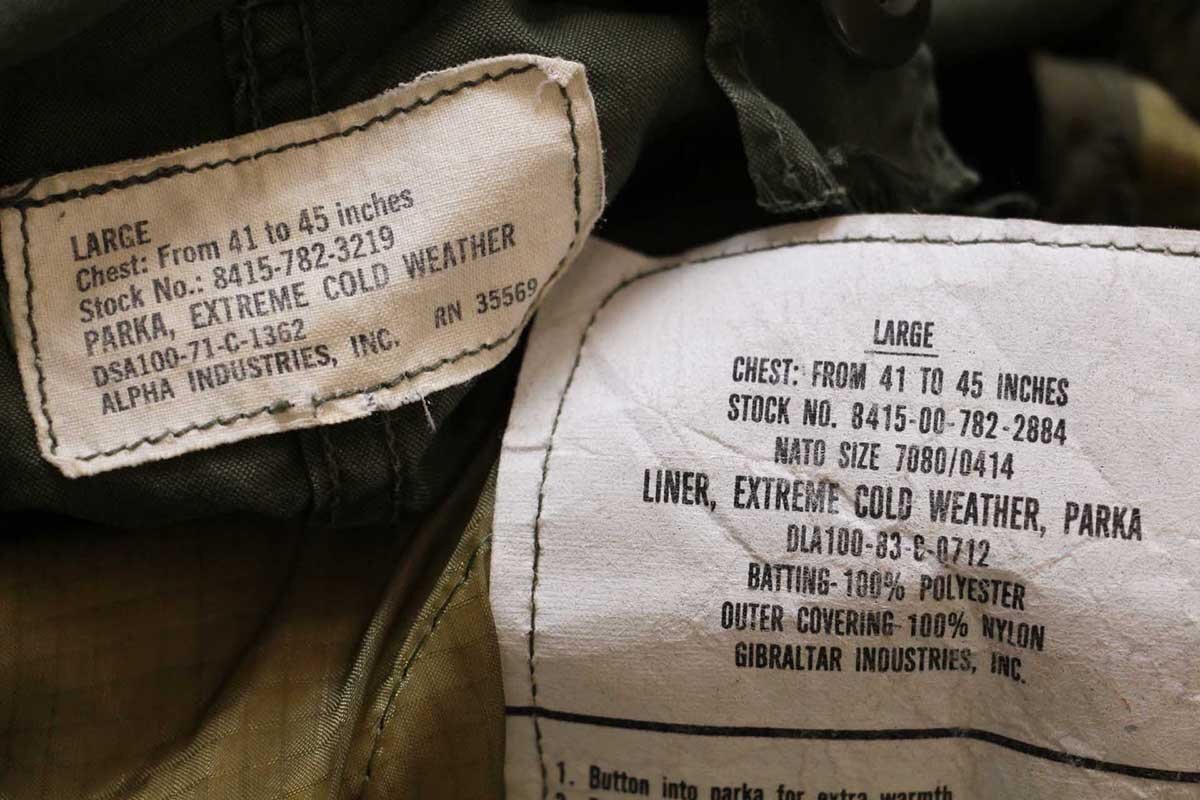 LARGE
Chest: From 41 to 45 inches
Stock No.: 8415-782-3219
PARKA, EXTREME COLD WEATHER
DSA100-71-C-1362 RN 35569
ALPHA INDUSTRIES, INC.
LARGE
CHEST: FROM 41 TO 45 INCHES
STOCK NO. 8415-00-782-2884
NATO SIZE 7080/0414
LINER, EXTREME COLD WEATHER, PARKA
DLA100-83-C-0712
BATTING-100% POLYESTER
OUTER COVERING-100% NYLON
GIBRALTAR INDUSTRIES, INC.
1. Button into parka for extra warmth